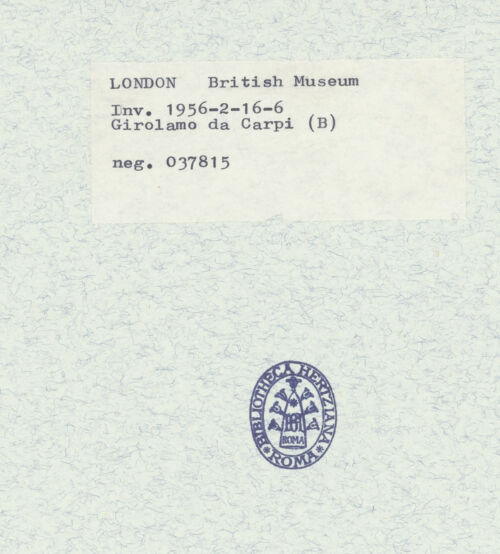 LONDON   British Museum
Inv. 1956-2-16-6
Girolamo da Carpi (B)
neg. 037815
BIBLIOTHECA HERTZIANA
ROMA
*ROMA*